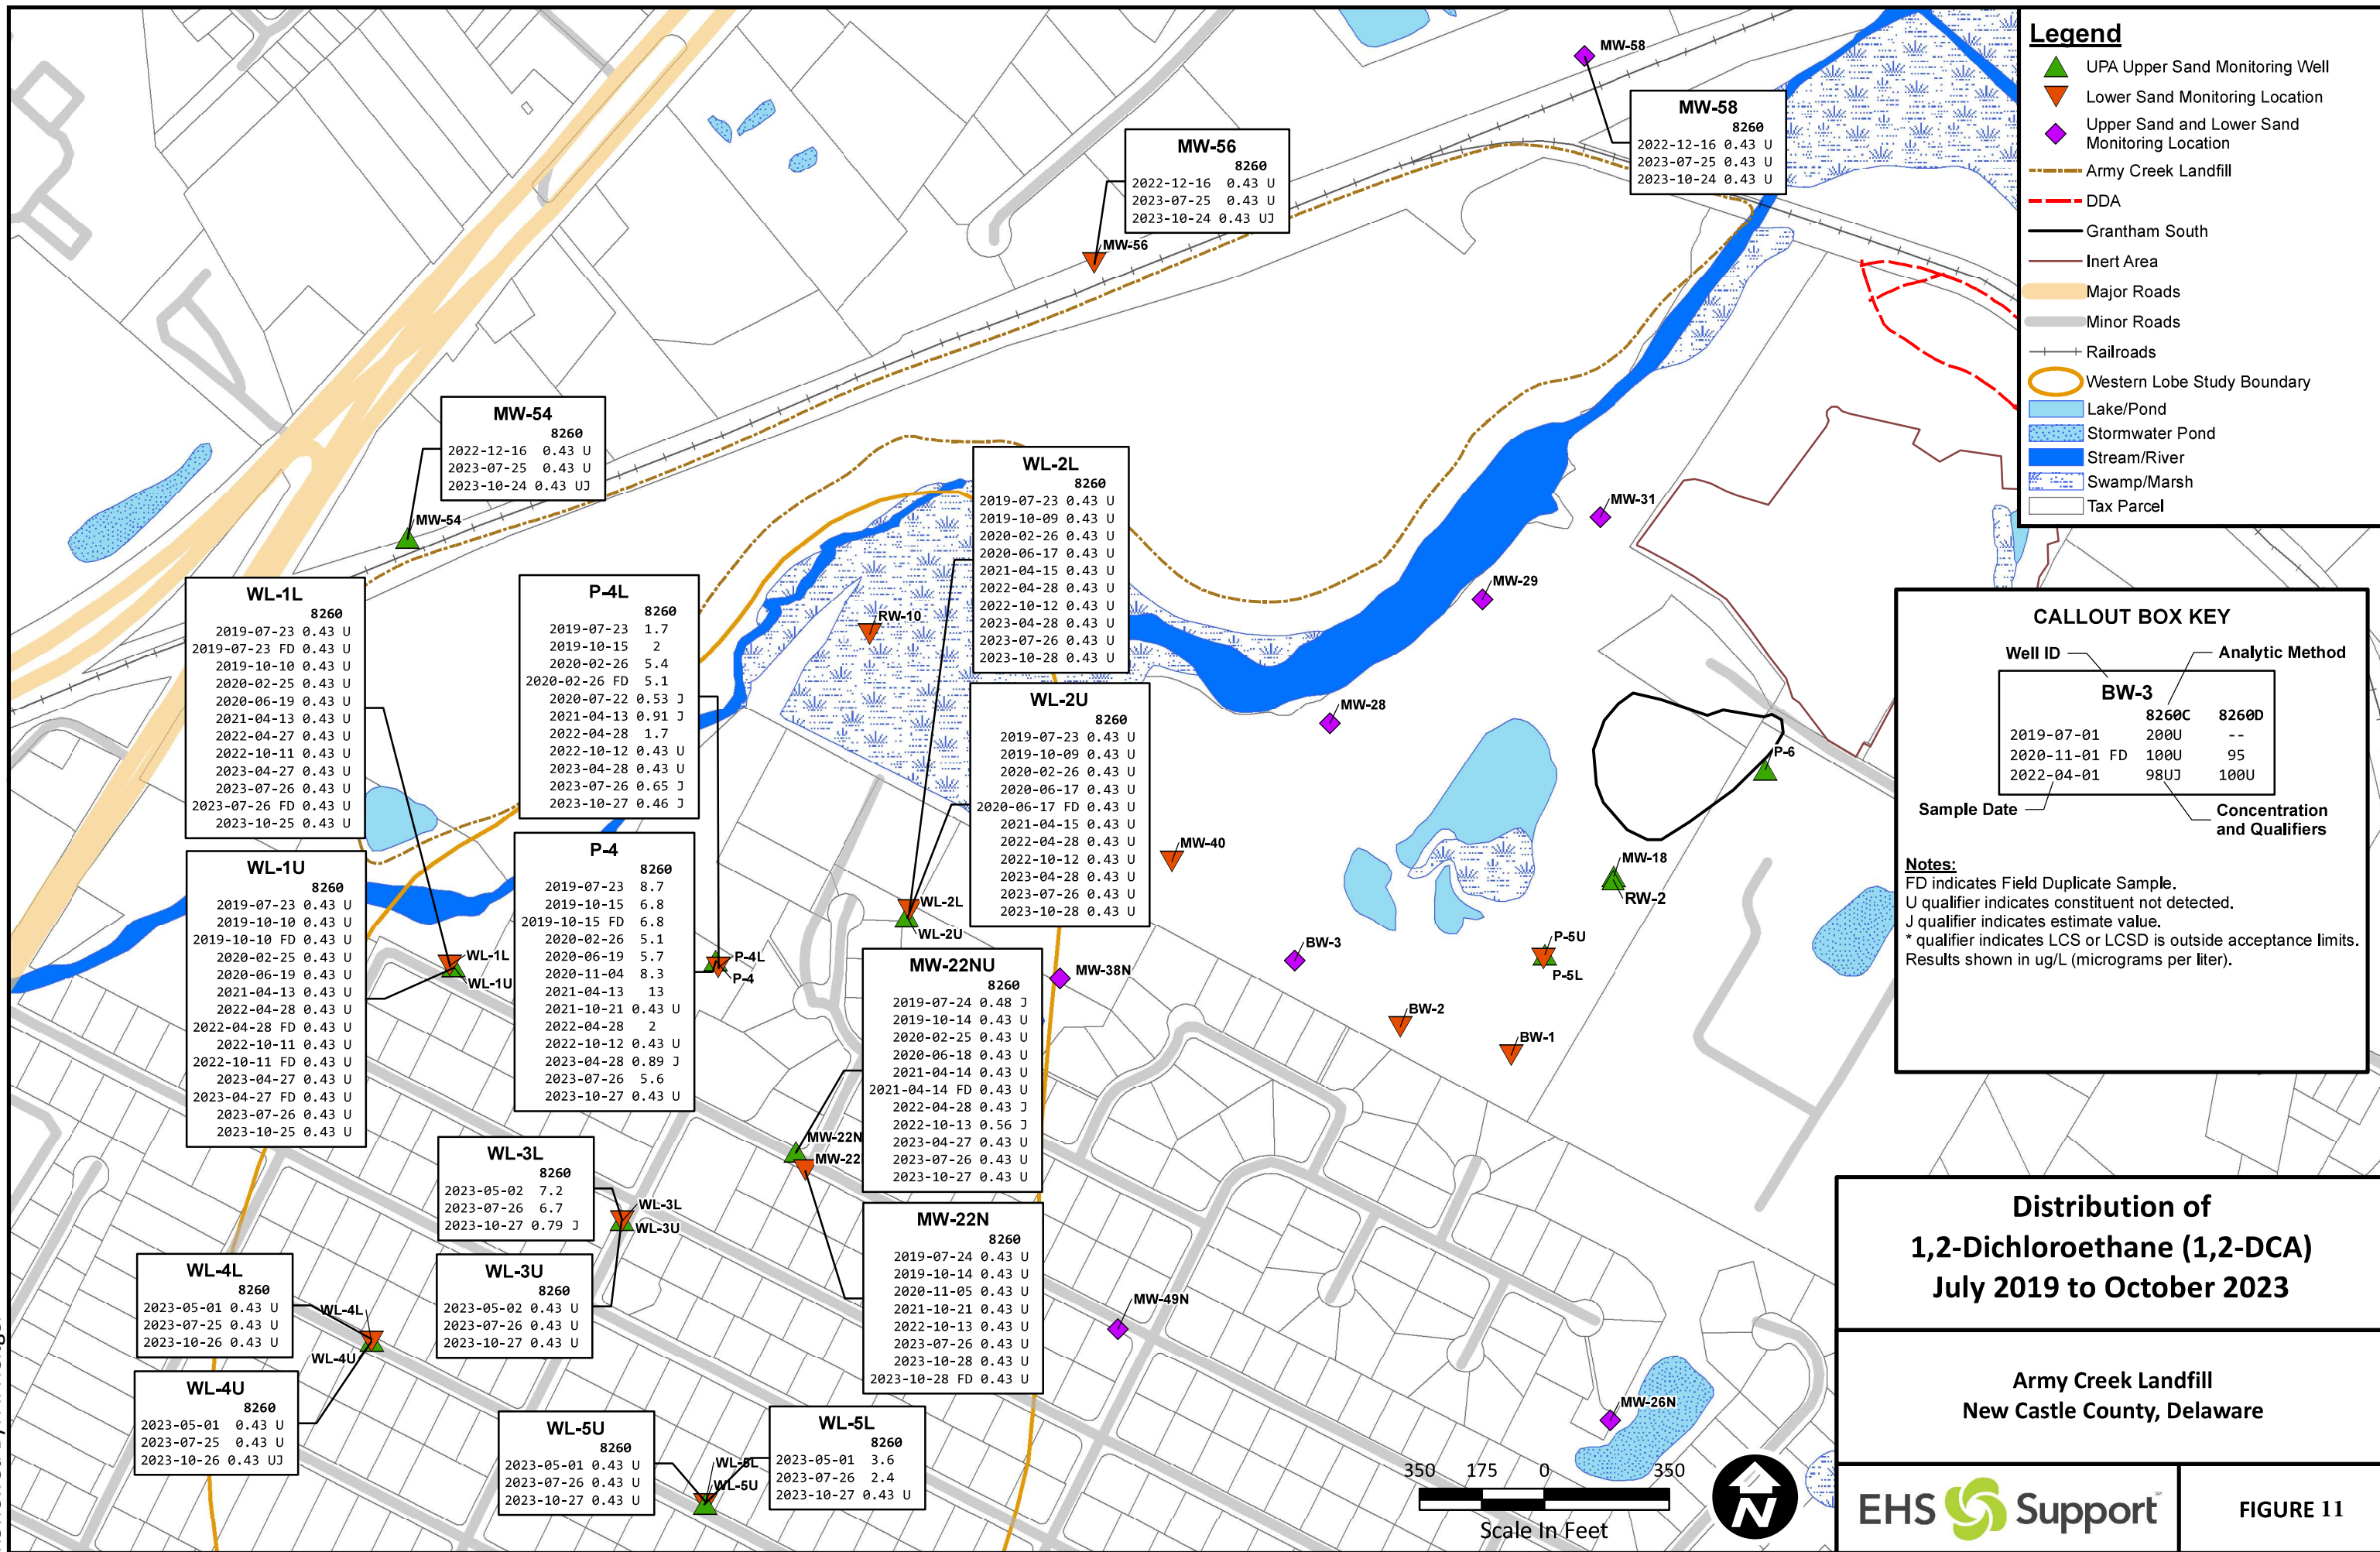 MW-58
MW-58
8260
2022-12-16 0.43 U
2023-07-25 0.43 U
2023-10-24 0.43 U
MW-56
8260
2022-12-16 0.43 U
2023-07-25 0.43 U
2023-10-24 0.43 UJ
MW-56
Legend
UPA Upper Sand Monitoring Well
Lower Sand Monitoring Location
Upper Sand and Lower Sand
Monitoring Location
Army Creek Landfill
DDA
Grantham South
Inert Area
Major Roads
Minor Roads
Railroads
Western Lobe Study Boundary
Lake/Pond
Stormwater Pond
Stream/River
Swamp/Marsh
Tax Parcel
MW-54
8260
2022-12-16 0.43 U
2023-07-25 0.43 U
2023-10-24 0.43 UJ
MW-54
WL-2L
8260
2019-07-23 0.43 U
2019-10-09 0.43 U
2020-02-26 0.43 U
2020-06-17 0.43 U
2021-04-15 0.43 U
2022-04-28 0.43 U
2022-10-12 0.43 U
2023-04-28 0.43 U
2023-07-26 0.43 U
2023-10-28 0.43 U
MW-31
MW-29
RW-10
MW-28
WL-1L
8260
2019-07-23 0.43 U
2019-07-23 FD 0.43 U
2019-10-10 0.43 U
2020-02-25 0.43 U
2020-06-19 0.43 U
2021-04-13 0.43 U
2022-04-27 0.43 U
2022-10-11 0.43 U
2023-04-27 0.43 U
2023-07-26 0.43 U
2023-07-26 FD 0.43 U
2023-10-25 0.43 U
P-4L
8260
2019-07-23 1.7
2019-10-15 2
2020-02-26 5.4
2020-02-26 FD 5.1
2020-07-22 0.53 J
2021-04-13 0.91 J
2022-04-28 1.7
2022-10-12 0.43 U
2023-04-28 0.43 U
2023-07-26 0.65 J
2023-10-27 0.46 J
WL-2U
8260
2019-07-23 0.43 U
2019-10-09 0.43 U
2020-02-26 0.43 U
2020-06-17 0.43 U
2020-06-17 FD 0.43 U
2021-04-15 0.43 U
2022-04-28 0.43 U
2022-10-12 0.43 U
2023-04-28 0.43 U
2023-07-26 0.43 U
2023-10-28 0.43 U
CALLOUT BOX KEY
Well ID
Analytic Method
BW-3
8260C 8260D
2019-07-01 200U --
2020-11-01 FD 100U 95
2022-04-01 98UJ 100U
Sample Date
Concentration
and Qualifiers
Notes:
FD indicates Field Duplicate Sample.
U qualifier indicates constituent not detected.
J qualifier indicates estimate value.
* qualifier indicates LCS or LCSD is outside acceptance limits.
Results shown in ug/L (micrograms per liter).
P-6
MW-40
MW-18
RW-2
WL-2L
WL-2U
BW-3
P-5U
P-5L
MW-38N
BW-2
BW-1
WL-1U
8260
2019-07-23 0.43 U
2019-10-10 0.43 U
2019-10-10 FD 0.43 U
2020-02-25 0.43 U
2020-06-19 0.43 U
2021-04-13 0.43 U
2022-04-28 0.43 U
2022-04-28 FD 0.43 U
2022-10-11 0.43 U
2022-10-11 FD 0.43 U
2023-04-27 0.43 U
2023-04-27 FD 0.43 U
2023-07-26 0.43 U
2023-10-25 0.43 U
WL-1L
WL-1U
P-4
8260
2019-07-23 8.7
2019-10-15 6.8
2019-10-15 FD 6.8
2020-02-26 5.1
2020-06-19 5.7
2020-11-04 8.3
2021-04-13 13
2021-10-21 0.43 U
2022-04-28 2
2022-10-12 0.43 U
2023-04-28 0.89 J
2023-07-26 5.6
2023-10-27 0.43 U
P-4L
P-4
MW-22NU
8260
2019-07-24 0.48 J
2019-10-14 0.43 U
2020-02-25 0.43 U
2020-06-18 0.43 U
2021-04-14 0.43 U
2021-04-14 FD 0.43 U
2022-04-28 0.43 J
2022-10-13 0.56 J
2023-04-27 0.43 U
2023-07-26 0.43 U
2023-10-27 0.43 U
MW-22N
MW-22
WL-3L
8260
2023-05-02 7.2
2023-07-26 6.7
2023-10-27 0.79 J
WL-3L
WL-3U
MW-22N
8260
2019-07-24 0.43 U
2019-10-14 0.43 U
2020-11-05 0.43 U
2021-10-21 0.43 U
2022-10-13 0.43 U
2023-07-26 0.43 U
2023-10-28 0.43 U
2023-10-28 FD 0.43 U
WL-4L
8260
2023-05-01 0.43 U
2023-07-25 0.43 U
2023-10-26 0.43 U
WL-4L
WL-4U
WL-3U
8260
2023-05-02 0.43 U
2023-07-26 0.43 U
2023-10-27 0.43 U
MW-49N
WL-4U
8260
2023-05-01 0.43 U
2023-07-25 0.43 U
2023-10-26 0.43 UJ
WL-5U
8260
2023-05-01 0.43 U
2023-07-26 0.43 U
2023-10-27 0.43 U
WL-5L
WL-5U
WL-5L
8260
2023-05-01 3.6
2023-07-26 2.4
2023-10-27 0.43 U
MW-26N
350 175 0 350
Scale In Feet
N
Distribution of
1,2-Dichloroethane (1,2-DCA)
July 2019 to October 2023
Army Creek Landfill
New Castle County, Delaware
EHS Support
FIGURE 11